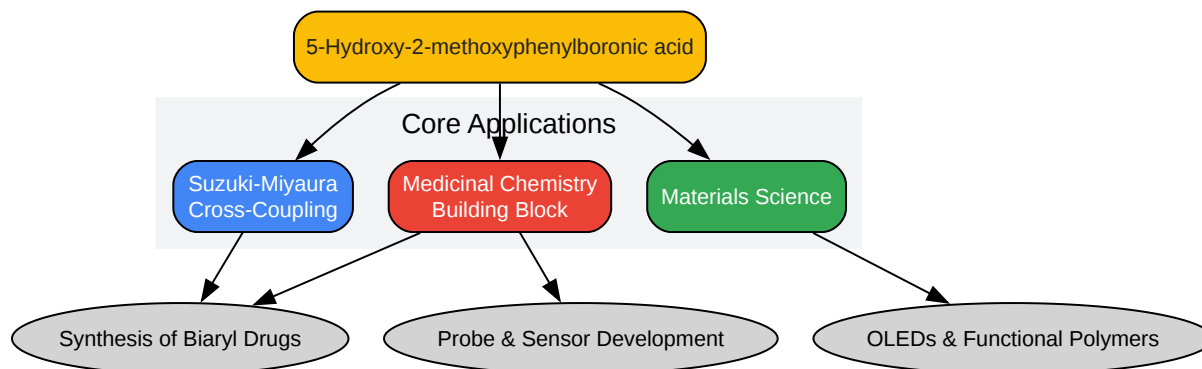 5-Hydroxy-2-methoxyphenylboronic acid
Core Applications
Suzuki-Miyaura
Cross-Coupling
Medicinal Chemistry
Building Block
Materials Science
Synthesis of Biaryl Drugs
Probe & Sensor Development
OLEDs & Functional Polymers